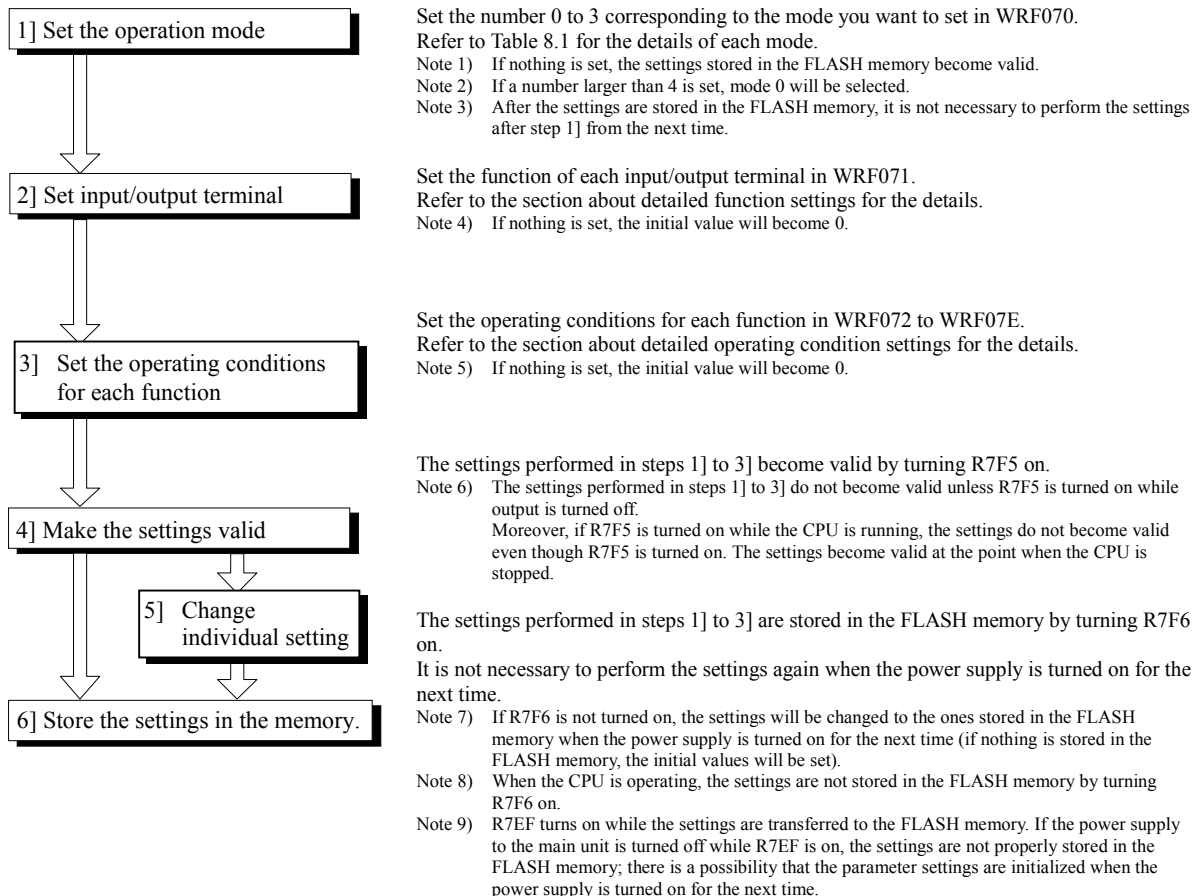 1] Set the operation mode
Set the number 0 to 3 corresponding to the mode you want to set in WRF070.
Refer to Table 8.1 for the details of each mode.
Note 1) If nothing is set, the settings stored in the FLASH memory become valid.
Note 2) If a number larger than 4 is set, mode 0 will be selected.
Note 3) After the settings are stored in the FLASH memory, it is not necessary to perform the settings
after step 1] from the next time.
2] Set input/output terminal
Set the function of each input/output terminal in WRF071.
Refer to the section about detailed function settings for the details.
Note 4) If nothing is set, the initial value will become 0.
3] Set the operating conditions
for each function
Set the operating conditions for each function in WRF072 to WRF07E.
Refer to the section about detailed operating condition settings for the details.
Note 5) If nothing is set, the initial value will become 0.
4] Make the settings valid
The settings performed in steps 1] to 3] become valid by turning R7F5 on.
Note 6) The settings performed in steps 1] to 3] do not become valid unless R7F5 is turned on while
output is turned off.
Moreover, if R7F5 is turned on while the CPU is running, the settings do not become valid
even though R7F5 is turned on. The settings become valid at the point when the CPU is
stopped.
5] Change
individual setting
6] Store the settings in the memory.
The settings performed in steps 1] to 3] are stored in the FLASH memory by turning R7F6
on.
It is not necessary to perform the settings again when the power supply is turned on for the
next time.
Note 7) If R7F6 is not turned on, the settings will be changed to the ones stored in the FLASH
memory when the power supply is turned on for the next time (if nothing is stored in the
FLASH memory, the initial values will be set).
Note 8) When the CPU is operating, the settings are not stored in the FLASH memory by turning
R7F6 on.
Note 9) R7EF turns on while the settings are transferred to the FLASH memory. If the power supply
to the main unit is turned off while R7EF is on, the settings are not properly stored in the
FLASH memory; there is a possibility that the parameter settings are initialized when the
power supply is turned on for the next time.